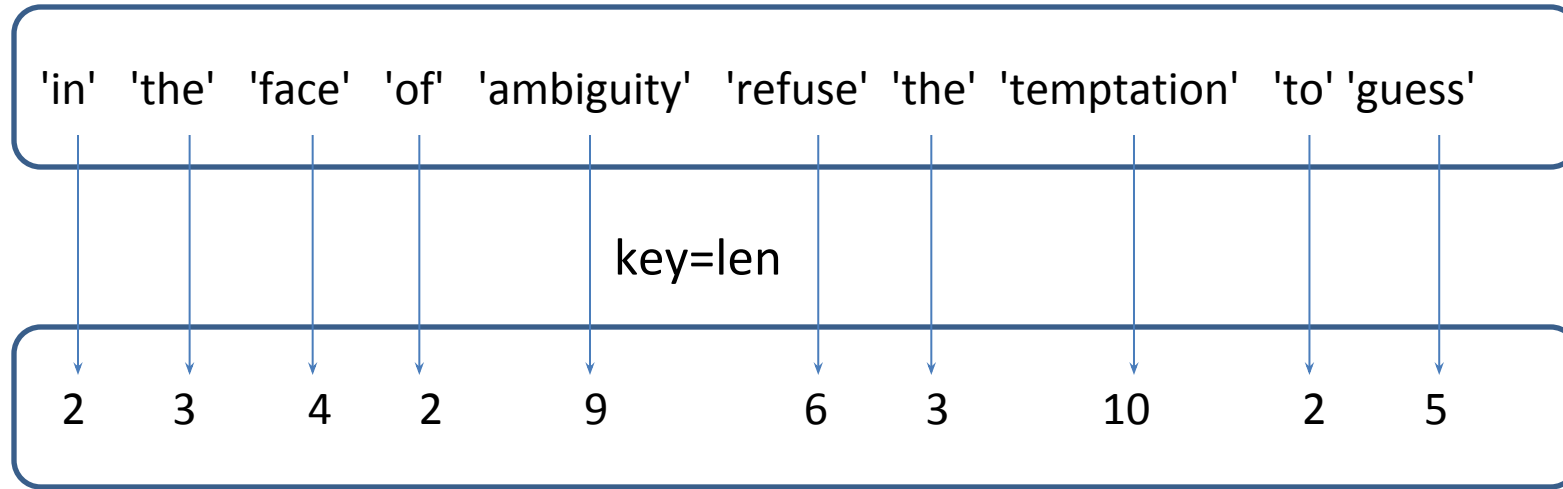 'in' 'the' 'face' 'of' 'ambiguity' 'refuse' 'the' 'temptation' 'to' 'guess'
key=len
2 3 4 2 9 6 3 10 2 5